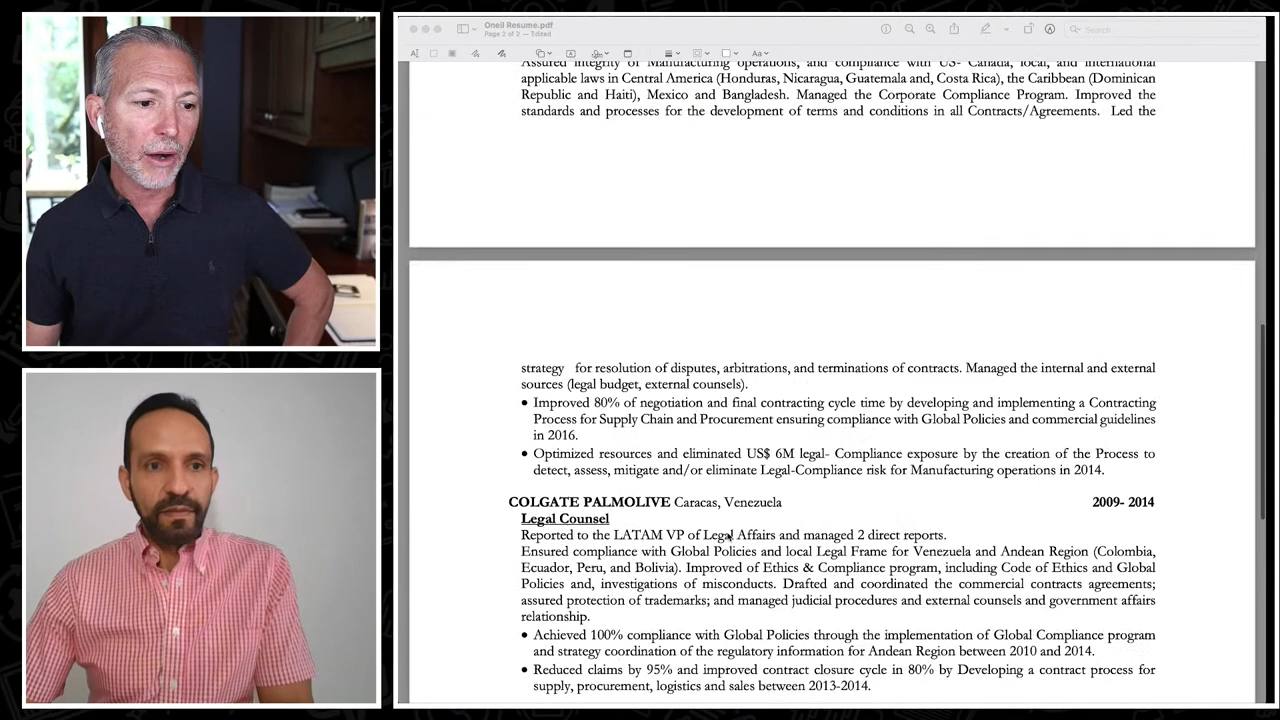 Oneil Resume.pdf
Page 2 of 2 — Edited
Search
Assured integrity of Manufacturing operations, and compliance with US- Canada, local, and international
applicable laws in Central America (Honduras, Nicaragua, Guatemala and, Costa Rica), the Caribbean (Dominican
Republic and Haiti), Mexico and Bangladesh. Managed the Corporate Compliance Program. Improved the
standards and processes for the development of terms and conditions in all Contracts/Agreements. Led the
strategy for resolution of disputes, arbitrations, and terminations of contracts. Managed the internal and external
sources (legal budget, external counsels).
• Improved 80% of negotiation and final contracting cycle time by developing and implementing a Contracting
Process for Supply Chain and Procurement ensuring compliance with Global Policies and commercial guidelines
in 2016.
• Optimized resources and eliminated US$ 6M legal- Compliance exposure by the creation of the Process to
detect, assess, mitigate and/or eliminate Legal-Compliance risk for Manufacturing operations in 2014.
COLGATE PALMOLIVE Caracas, Venezuela 2009- 2014
Legal Counsel
Reported to the LATAM VP of Legal Affairs and managed 2 direct reports.
Ensured compliance with Global Policies and local Legal Frame for Venezuela and Andean Region (Colombia,
Ecuador, Peru, and Bolivia). Improved of Ethics & Compliance program, including Code of Ethics and Global
Policies and, investigations of misconducts. Drafted and coordinated the commercial contracts agreements;
assured protection of trademarks; and managed judicial procedures and external counsels and government affairs
relationship.
• Achieved 100% compliance with Global Policies through the implementation of Global Compliance program
and strategy coordination of the regulatory information for Andean Region between 2010 and 2014.
• Reduced claims by 95% and improved contract closure cycle in 80% by Developing a contract process for
supply, procurement, logistics and sales between 2013-2014.